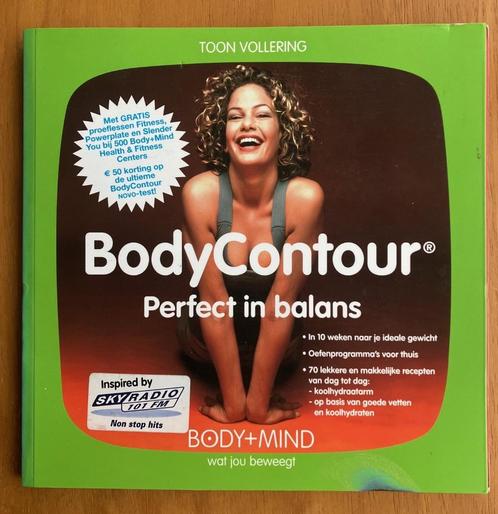 TOON VOLLERING
Met GRATIS
proeflessen Fitness,
Powerplate en Slender
You bij 500 Body+Mind
Health & Fitness
Centers
€ 50 korting op
de ultieme
BodyContour
NOVO-test!
BodyContour®
Perfect in balans
• In 10 weken naar je ideale gewicht
• Oefenprogramma's voor thuis
• 70 lekkere en makkelijke recepten
van dag tot dag:
- koolhydraatarm
- op basis van goede vetten
en koolhydraten
Inspired by
SKYRADIO
101 FM
Non stop hits
BODY+MIND
wat jou beweegt